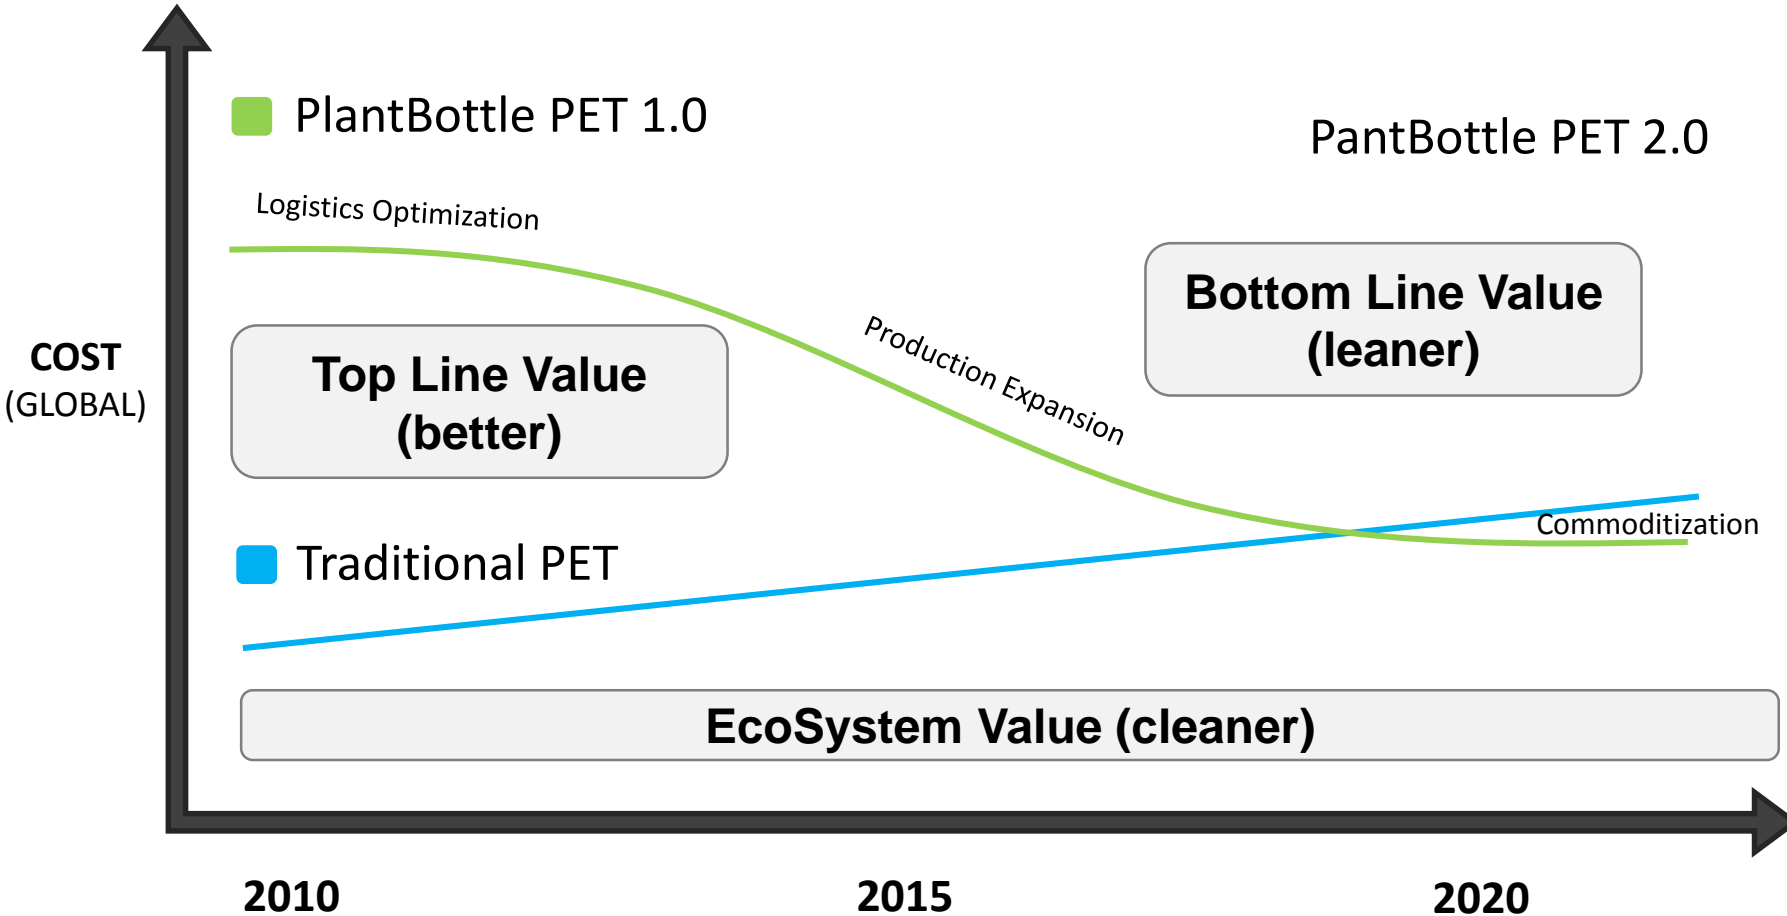 PlantBottle PET 1.0
PantBottle PET 2.0
Logistics Optimization
Production Expansion
Bottom Line Value
(leaner)
COST
(GLOBAL)
Top Line Value
(better)
Commoditization
Traditional PET
EcoSystem Value (cleaner)
2010
2015
2020